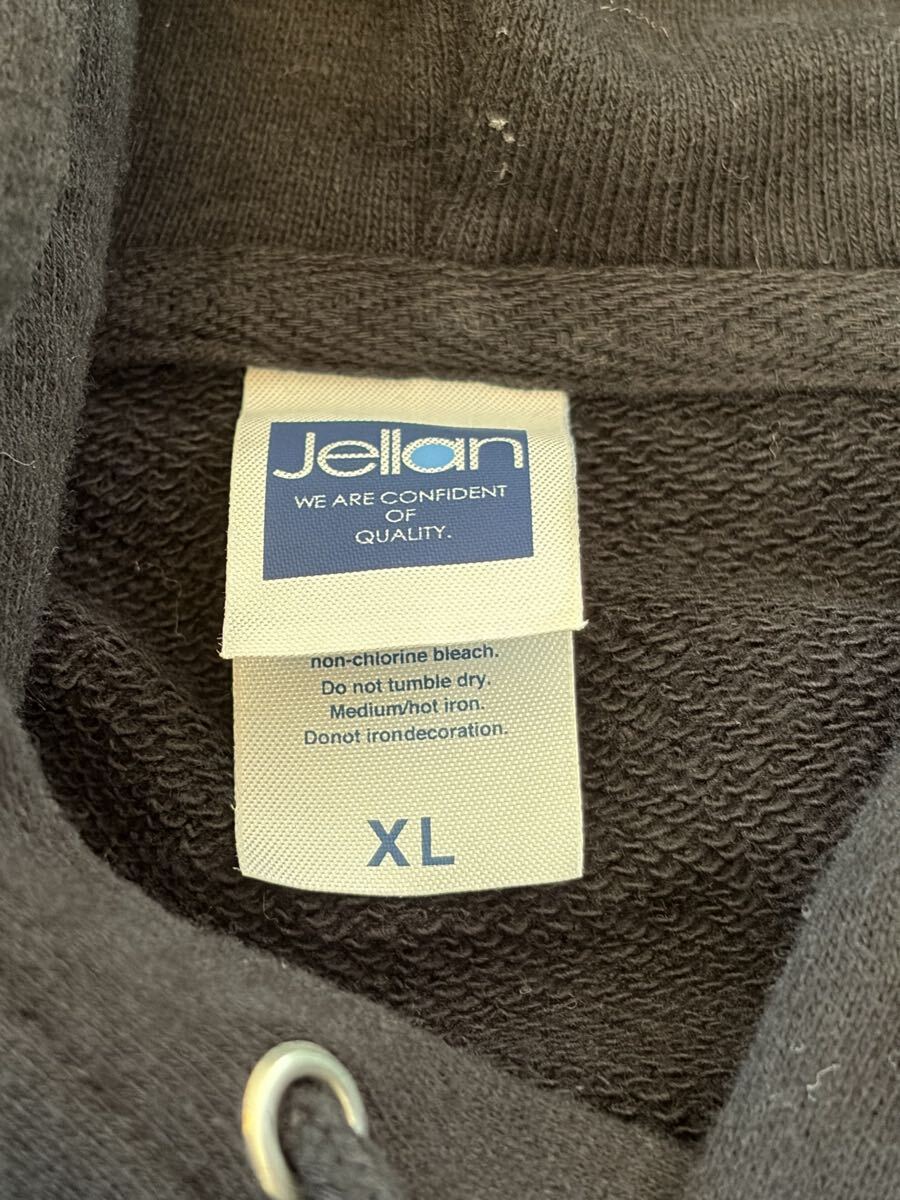 Jellan
WE ARE CONFIDENT
OF
QUALITY.
non-chlorine bleach.
Do not tumble dry.
Medium/hot iron.
Donot irondecoration.
XL